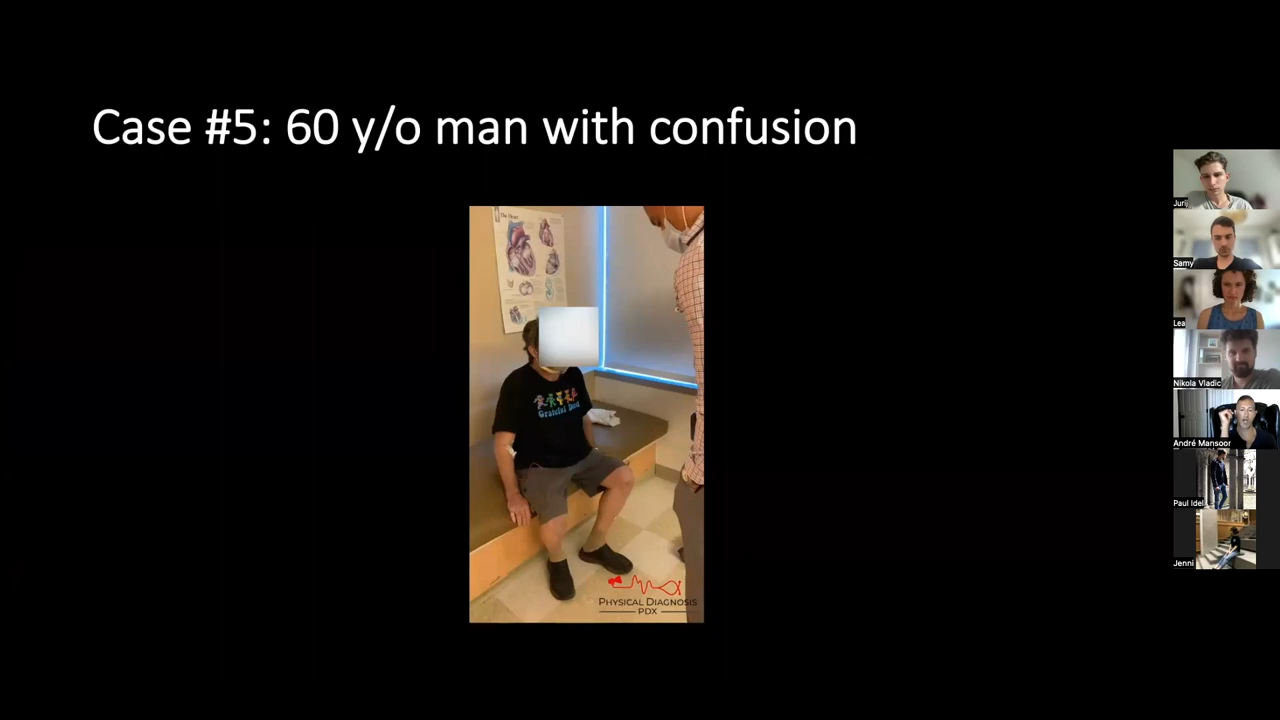 Case #5: 60 y/o man with confusion
The Heart
Grateful Dead
PHYSICAL DIAGNOSIS
PDX
Jurij
Samy
Lea
Nikola Vladic
André Mansoor
Paul Idel
Jenni